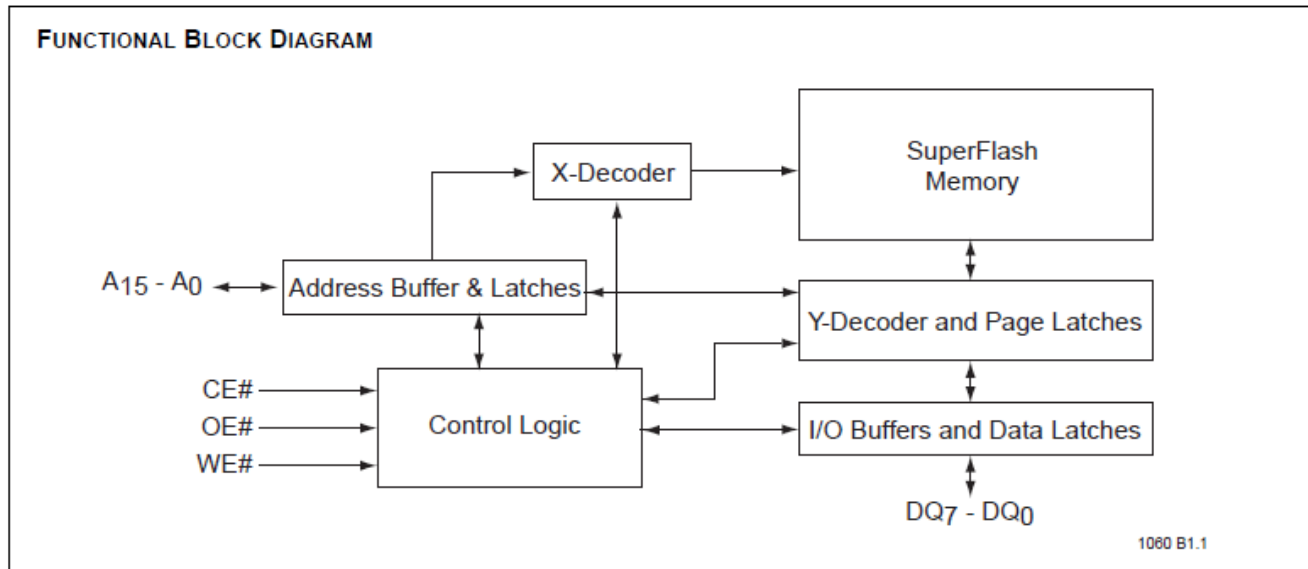 FUNCTIONAL BLOCK DIAGRAM
SuperFlash
Memory
X-Decoder
A15 - A0
Address Buffer & Latches
Y-Decoder and Page Latches
CE#
OE#
WE#
Control Logic
I/O Buffers and Data Latches
DQ7 - DQ0
1060 B1.1